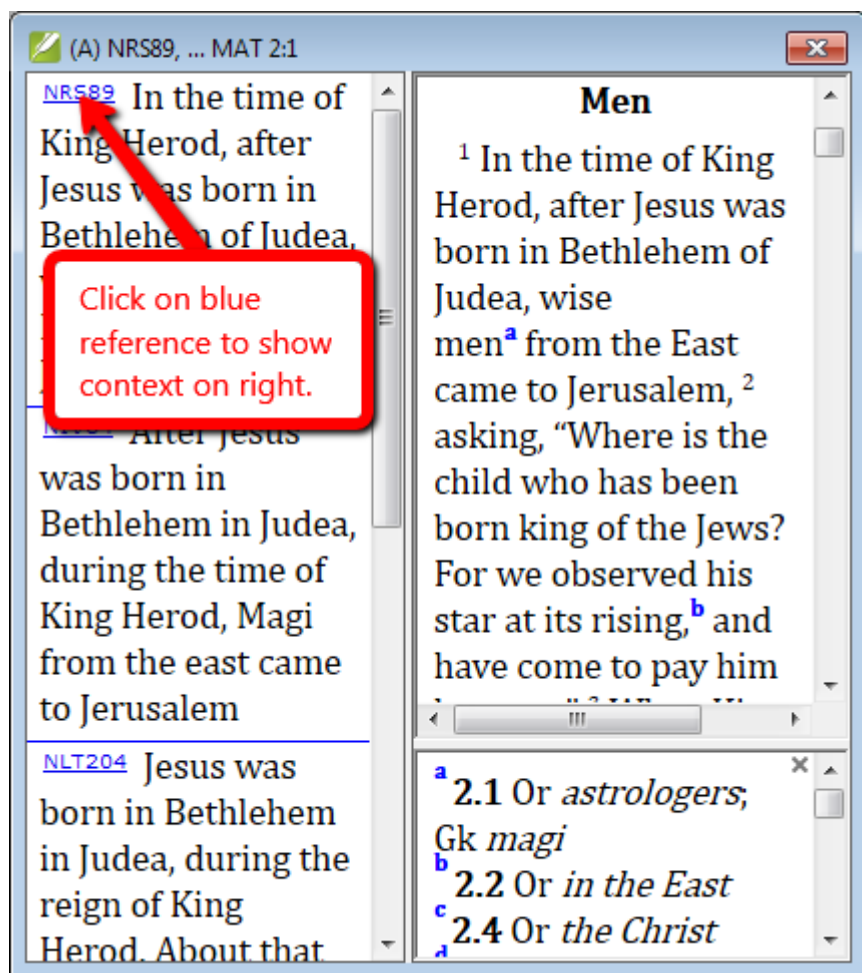 (A) NRS89, ... MAT 2:1
NRS89 In the time of
King Herod, after
Jesus was born in
Bethlehem of Judea,
Click on blue
reference to show
context on right.
After Jesus
was born in
Bethlehem in Judea,
during the time of
King Herod, Magi
from the east came
to Jerusalem
NLT204 Jesus was
born in Bethlehem
in Judea, during the
reign of King
Herod. About that
Men
1 In the time of King
Herod, after Jesus was
born in Bethlehem of
Judea, wise
men^a from the East
came to Jerusalem, 2
asking, “Where is the
child who has been
born king of the Jews?
For we observed his
star at its rising,^b and
have come to pay him
a 2.1 Or astrologers;
Gk magi
b 2.2 Or in the East
c 2.4 Or the Christ
d